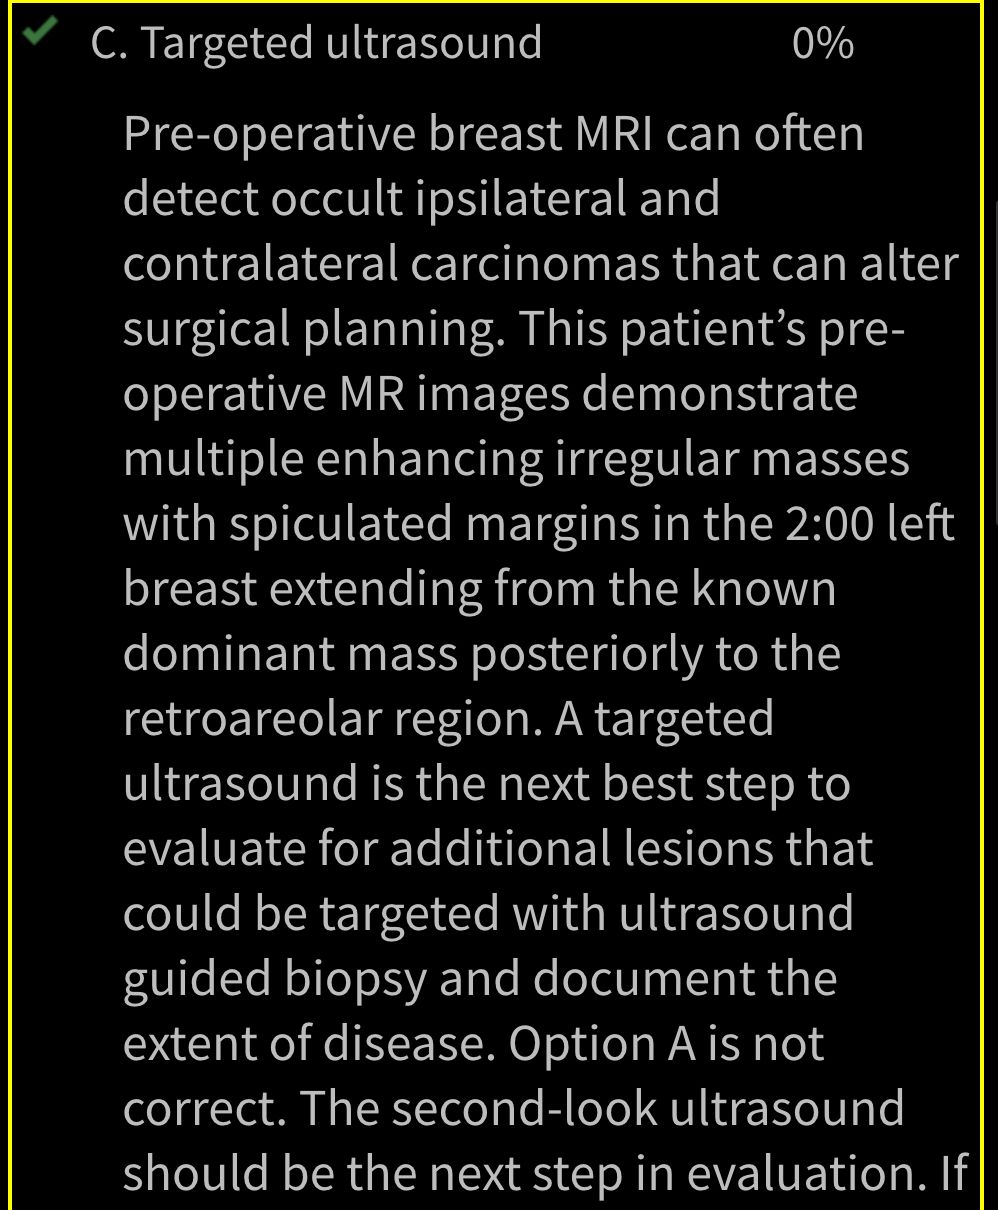 C. Targeted ultrasound 0%
Pre-operative breast MRI can often
detect occult ipsilateral and
contralateral carcinomas that can alter
surgical planning. This patient’s pre-
operative MR images demonstrate
multiple enhancing irregular masses
with spiculated margins in the 2:00 left
breast extending from the known
dominant mass posteriorly to the
retroareolar region. A targeted
ultrasound is the next best step to
evaluate for additional lesions that
could be targeted with ultrasound
guided biopsy and document the
extent of disease. Option A is not
correct. The second-look ultrasound
should be the next step in evaluation. If